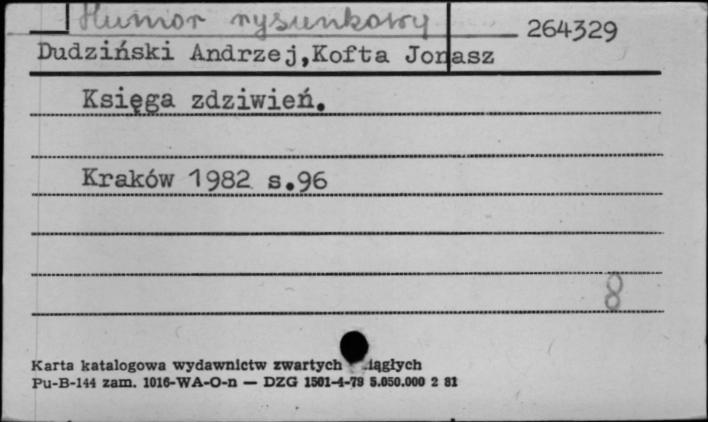 Humor rysunkowy
264329
Dudziński Andrzej,Kofta Jonasz
Księga zdziwień.
Kraków 1982 s.96
8
Karta katalogowa wydawnictw zwartych iągłych
Pu-B-144 zam. 1016-WA-O-n — DZG 1501-4-79 5.050.000 2 81